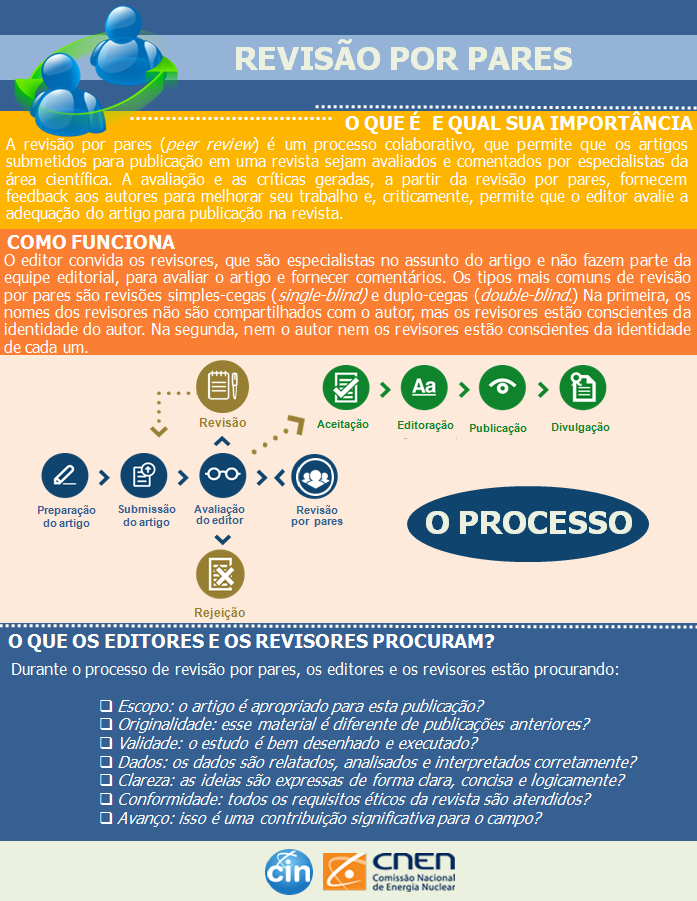 REVISÃO POR PARES
O QUE É E QUAL SUA IMPORTÂNCIA
A revisão por pares (peer review) é um processo colaborativo, que permite que os artigos
submetidos para publicação em uma revista sejam avaliados e comentados por especialistas da
área científica. A avaliação e as críticas geradas, a partir da revisão por pares, fornecem
feedback aos autores para melhorar seu trabalho e, criticamente, permite que o editor avalie a
adequação do artigo para publicação na revista.
COMO FUNCIONA
O editor convida os revisores, que são especialistas no assunto do artigo e não fazem parte da
equipe editorial, para avaliar o artigo e fornecer comentários. Os tipos mais comuns de revisão
por pares são revisões simples-cegas (single-blind) e duplo-cegas (double-blind.) Na primeira, os
nomes dos revisores não são compartilhados com o autor, mas os revisores estão conscientes da
identidade do autor. Na segunda, nem o autor nem os revisores estão conscientes da identidade
de cada um.
Revisão
Aceitação
Aa
Editoração
Publicação
Divulgação
Preparação
do artigo
Submissão
do artigo
Avaliação
do editor
Revisão
por pares
O PROCESSO
Rejeição
O QUE OS EDITORES E OS REVISORES PROCURAM?
Durante o processo de revisão por pares, os editores e os revisores estão procurando:
❑ Escopo: o artigo é apropriado para esta publicação?
❑ Originalidade: esse material é diferente de publicações anteriores?
❑ Validade: o estudo é bem desenhado e executado?
❑ Dados: os dados são relatados, analisados e interpretados corretamente?
❑ Clareza: as ideias são expressas de forma clara, concisa e logicamente?
❑ Conformidade: todos os requisitos éticos da revista são atendidos?
❑ Avanço: isso é uma contribuição significativa para o campo?
cin
CNEN
Comissão Nacional
de Energia Nuclear